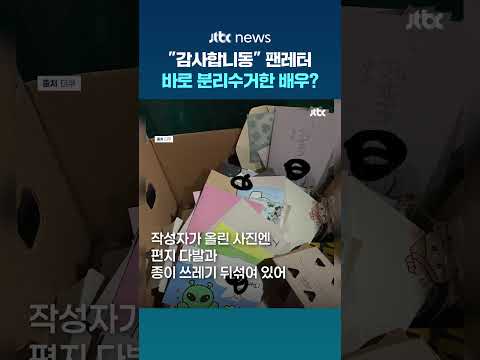 jtbc news
"감사합니동" 팬레터
바로 분리수거한 배우?
jtbc
출처 더쿠
작성자가 올린 사진엔
편지 다발과
종이 쓰레기 뒤섞여 있어
작성자가
편지 다발